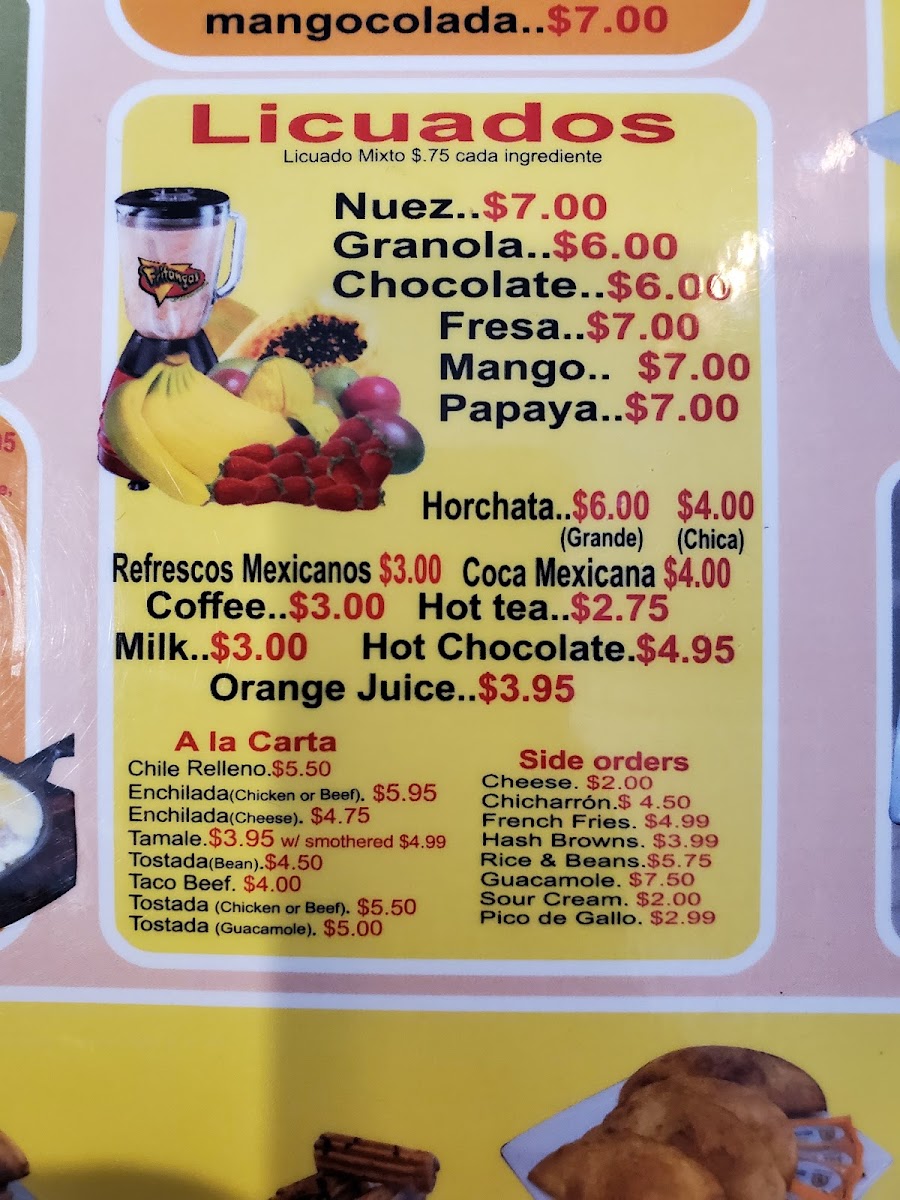 mangocolada..$7.00
Licuados
Licuado Mixto $.75 cada ingrediente
Nuez..$7.00
Granola..$6.00
Chocolate..$6.00
Fresa..$7.00
Mango.. $7.00
Papaya..$7.00
Horchata..$6.00 $4.00
(Grande) (Chica)
Refrescos Mexicanos $3.00 Coca Mexicana $4.00
Coffee..$3.00 Hot tea..$2.75
Milk..$3.00 Hot Chocolate.$4.95
Orange Juice..$3.95
A la Carta
Chile Relleno.$5.50
Enchilada(Chicken or Beef). $5.95
Enchilada(Cheese). $4.75
Tamale.$3.95 w/ smothered $4.99
Tostada(Bean).$4.50
Taco Beef. $4.00
Tostada (Chicken or Beef). $5.50
Tostada (Guacamole). $5.00
Side orders
Cheese. $2.00
Chicharrón.$ 4.50
French Fries. $4.99
Hash Browns. $3.99
Rice & Beans.$5.75
Guacamole. $7.50
Sour Cream. $2.00
Pico de Gallo. $2.99